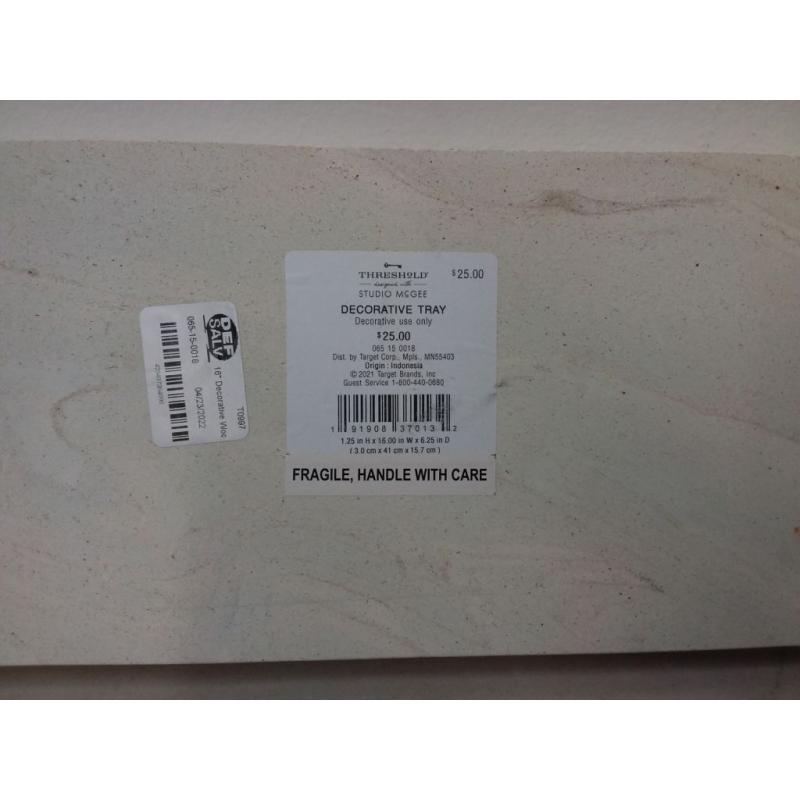 THRESHOLD
designed with
STUDIO McGEE
$25.00
DECORATIVE TRAY
Decorative use only
$25.00
065 15 0018
Dist. by Target Corp., Mpls., MN55403
Origin : Indonesia
© 2021 Target Brands, Inc
Guest Service 1-800-440-0680
1 91908 37013 2
1.25 in H x 16.00 in W x 6.25 in D
( 3.0 cm x 41 cm x 15.7 cm )
FRAGILE, HANDLE WITH CARE
DEF
SALV
T0997
16" Decorative Woo
04/23/2022
065-15-0018